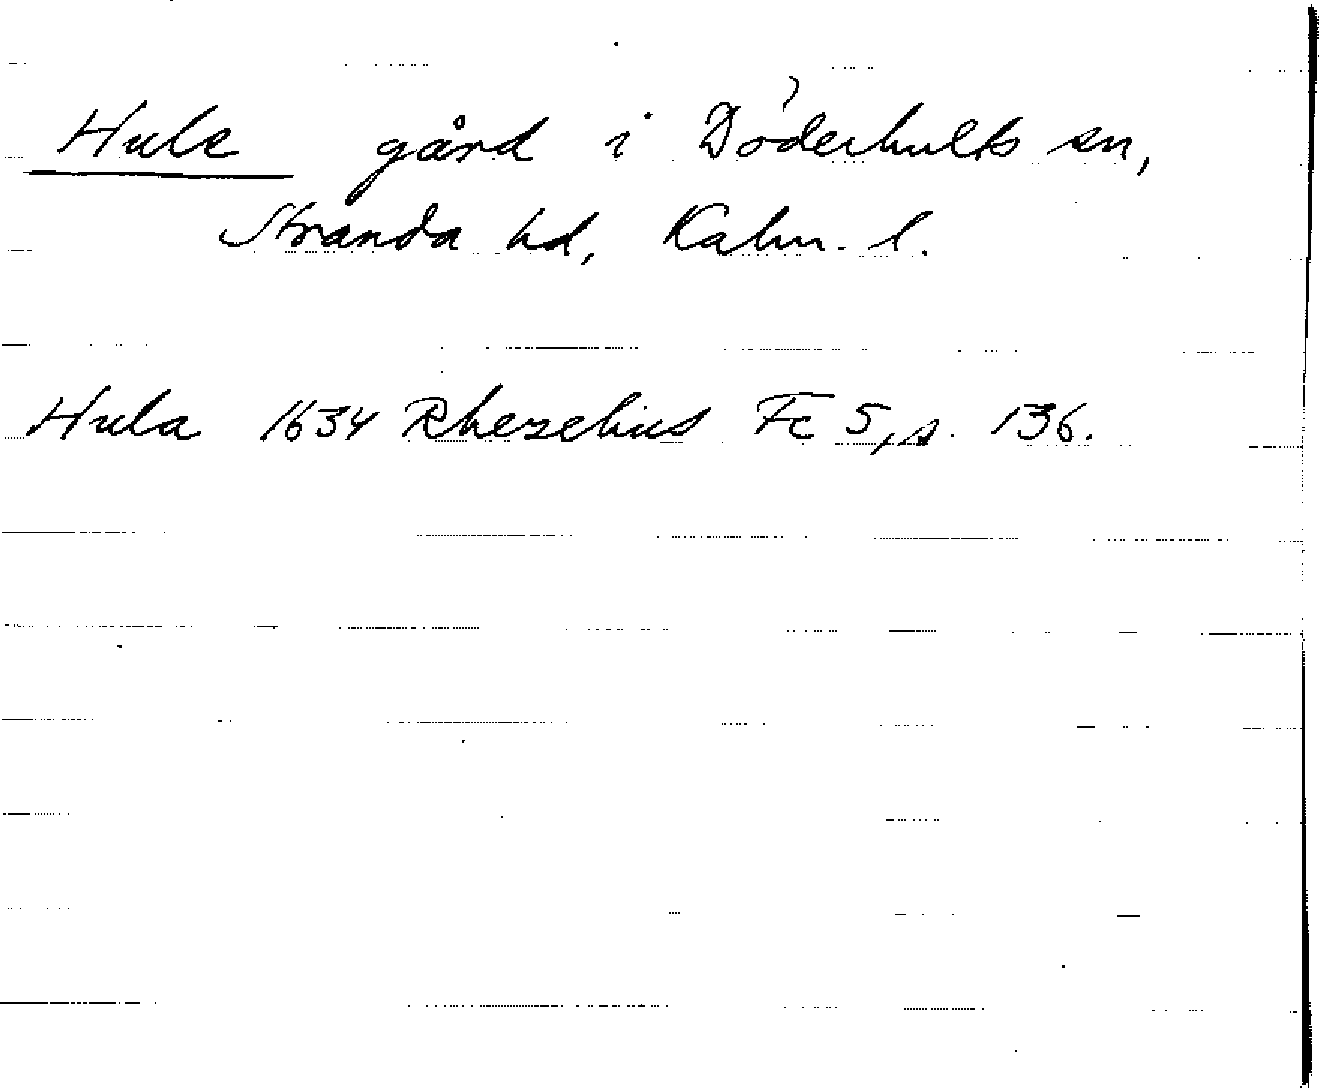 Hule gård i Döderhults sn,
Stranda hd, Kalm. l.
Hula 1634 Rhezelius Fc 5, s. 136.